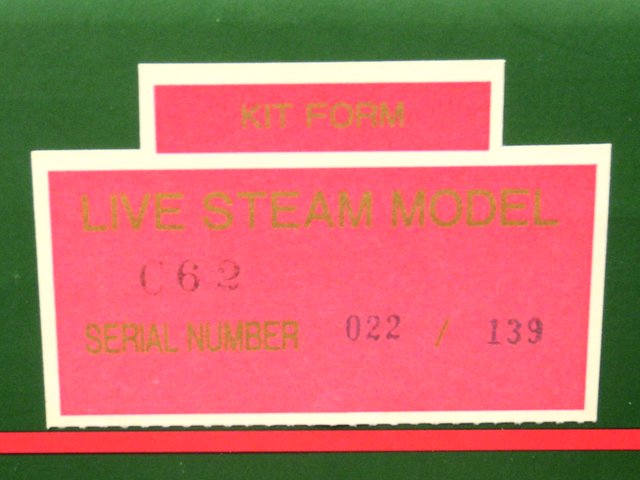 KIT FORM
LIVE STEAM MODEL
C62
SERIAL NUMBER 022 / 139